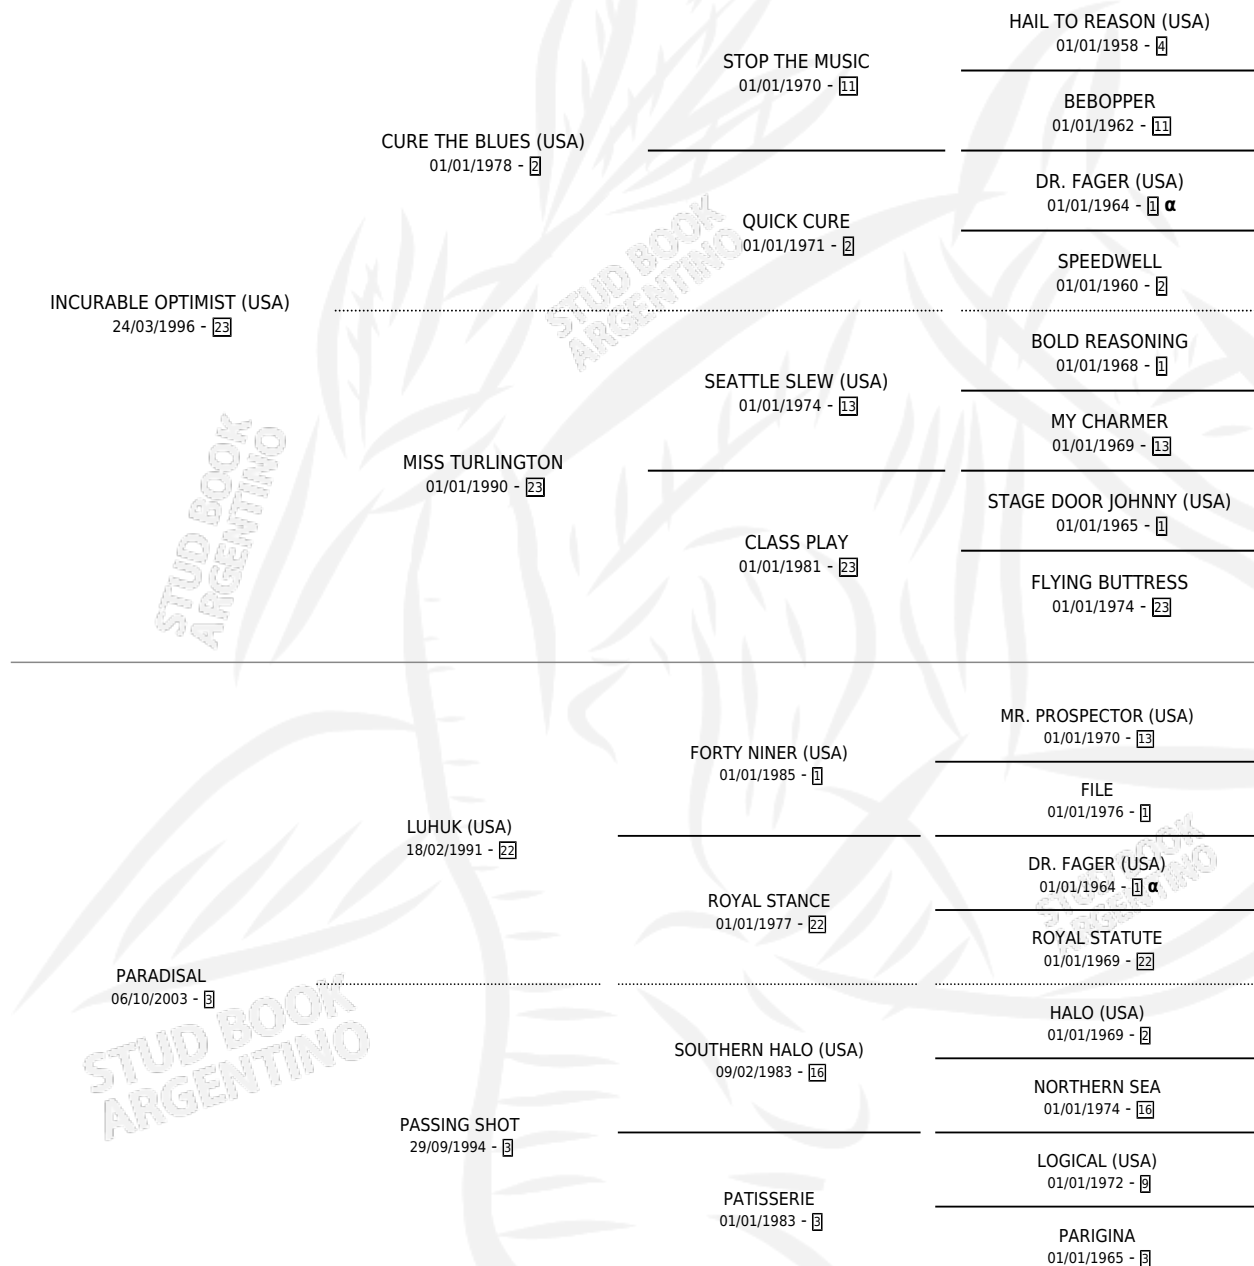 HAIL TO REASON (USA)
01/01/1958 - 4
STOP THE MUSIC
01/01/1970 - 11
BEBOPPER
01/01/1962 - 11
CURE THE BLUES (USA)
01/01/1978 - 2
DR. FAGER (USA)
01/01/1964 - 1 α
QUICK CURE
01/01/1971 - 2
SPEEDWELL
01/01/1960 - 2
INCURABLE OPTIMIST (USA)
24/03/1996 - 23
BOLD REASONING
01/01/1968 - 1
SEATTLE SLEW (USA)
01/01/1974 - 13
MY CHARMER
01/01/1969 - 13
MISS TURLINGTON
01/01/1990 - 23
STAGE DOOR JOHNNY (USA)
01/01/1965 - 1
CLASS PLAY
01/01/1981 - 23
FLYING BUTTRESS
01/01/1974 - 23
MR. PROSPECTOR (USA)
01/01/1970 - 13
FORTY NINER (USA)
01/01/1985 - 1
FILE
01/01/1976 - 1
LUHUK (USA)
18/02/1991 - 22
DR. FAGER (USA)
01/01/1964 - 1 α
ROYAL STANCE
01/01/1977 - 22
ROYAL STATUTE
01/01/1969 - 22
PARADISAL
06/10/2003 - 3
HALO (USA)
01/01/1969 - 2
SOUTHERN HALO (USA)
09/02/1983 - 16
NORTHERN SEA
01/01/1974 - 16
PASSING SHOT
29/09/1994 - 3
LOGICAL (USA)
01/01/1972 - 9
PATISSERIE
01/01/1983 - 3
PARIGINA
01/01/1965 - 3
STUD BOOK
ARGENTINO
STUD BOOK
ARGENTINO
STUD BOOK
ARGENTINO
STUD BOOK
ARGENTINO